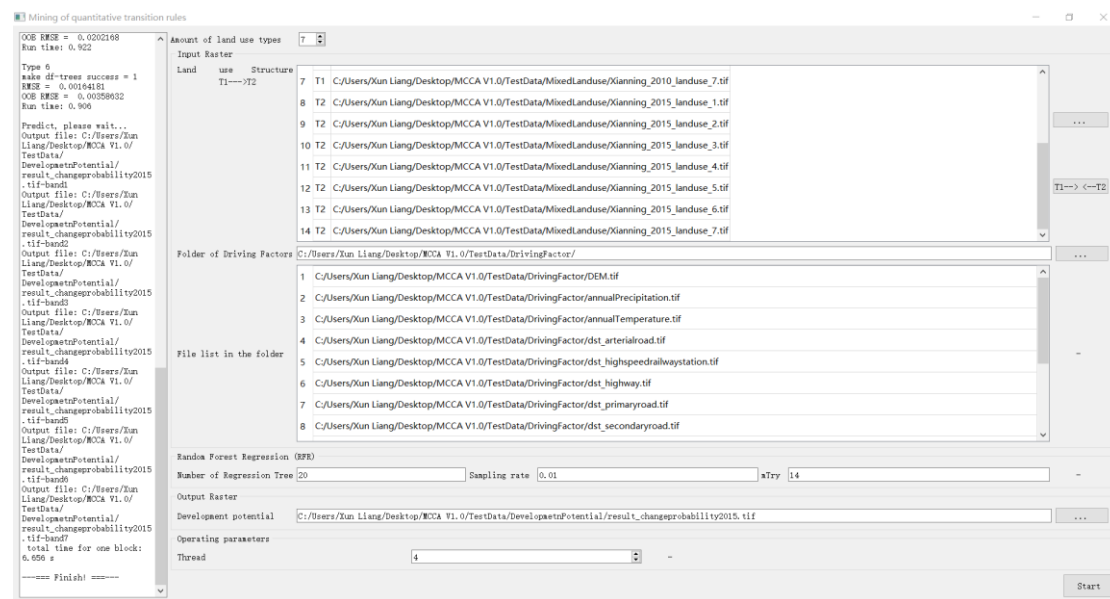 Mining of quantitative transition rules
OOB RMSE =  0.0202168
Run time: 0.922
Type 6
make df-trees success = 1
RMSE =  0.00164181
OOB RMSE =  0.00358632
Run time: 0.906
Predict, please wait...
Output file: C:/Users/Xun
Liang/Desktop/MCCA V1.0/
TestData/
DevelopmetnPotential/
result_changeprobability2015
.tif-band1
Output file: C:/Users/Xun
Liang/Desktop/MCCA V1.0/
TestData/
DevelopmetnPotential/
result_changeprobability2015
.tif-band2
Output file: C:/Users/Xun
Liang/Desktop/MCCA V1.0/
TestData/
DevelopmetnPotential/
result_changeprobability2015
.tif-band3
Output file: C:/Users/Xun
Liang/Desktop/MCCA V1.0/
TestData/
DevelopmetnPotential/
result_changeprobability2015
.tif-band4
Output file: C:/Users/Xun
Liang/Desktop/MCCA V1.0/
TestData/
DevelopmetnPotential/
result_changeprobability2015
.tif-band5
Output file: C:/Users/Xun
Liang/Desktop/MCCA V1.0/
TestData/
DevelopmetnPotential/
result_changeprobability2015
.tif-band6
Output file: C:/Users/Xun
Liang/Desktop/MCCA V1.0/
TestData/
DevelopmetnPotential/
result_changeprobability2015
.tif-band7
total time for one block:
6.656 s
---=== Finish! ===---
Amount of land use types 7
Input Raster
Land use Structure
T1--->T2
7 T1 C:/Users/Xun Liang/Desktop/MCCA V1.0/TestData/MixedLanduse/Xianning_2010_landuse_7.tif
8 T2 C:/Users/Xun Liang/Desktop/MCCA V1.0/TestData/MixedLanduse/Xianning_2015_landuse_1.tif
9 T2 C:/Users/Xun Liang/Desktop/MCCA V1.0/TestData/MixedLanduse/Xianning_2015_landuse_2.tif
10 T2 C:/Users/Xun Liang/Desktop/MCCA V1.0/TestData/MixedLanduse/Xianning_2015_landuse_3.tif
11 T2 C:/Users/Xun Liang/Desktop/MCCA V1.0/TestData/MixedLanduse/Xianning_2015_landuse_4.tif
12 T2 C:/Users/Xun Liang/Desktop/MCCA V1.0/TestData/MixedLanduse/Xianning_2015_landuse_5.tif
13 T2 C:/Users/Xun Liang/Desktop/MCCA V1.0/TestData/MixedLanduse/Xianning_2015_landuse_6.tif
14 T2 C:/Users/Xun Liang/Desktop/MCCA V1.0/TestData/MixedLanduse/Xianning_2015_landuse_7.tif
...
T1--> <--T2
Folder of Driving Factors C:/Users/Xun Liang/Desktop/MCCA V1.0/TestData/DrivingFactor/ ...
File list in the folder
1 C:/Users/Xun Liang/Desktop/MCCA V1.0/TestData/DrivingFactor/DEM.tif
2 C:/Users/Xun Liang/Desktop/MCCA V1.0/TestData/DrivingFactor/annualPrecipitation.tif
3 C:/Users/Xun Liang/Desktop/MCCA V1.0/TestData/DrivingFactor/annualTemperature.tif
4 C:/Users/Xun Liang/Desktop/MCCA V1.0/TestData/DrivingFactor/dst_arterialroad.tif
5 C:/Users/Xun Liang/Desktop/MCCA V1.0/TestData/DrivingFactor/dst_highspeedrailwaystation.tif
6 C:/Users/Xun Liang/Desktop/MCCA V1.0/TestData/DrivingFactor/dst_highway.tif
7 C:/Users/Xun Liang/Desktop/MCCA V1.0/TestData/DrivingFactor/dst_primaryroad.tif
8 C:/Users/Xun Liang/Desktop/MCCA V1.0/TestData/DrivingFactor/dst_secondaryroad.tif
-
Random Forest Regression (RFR)
Number of Regression Tree 20 Sampling rate 0.01 mTry 14 -
Output Raster
Development potential C:/Users/Xun Liang/Desktop/MCCA V1.0/TestData/DevelopmetnPotential/result_changeprobability2015.tif ...
Operating parameters
Thread 4 -
Start